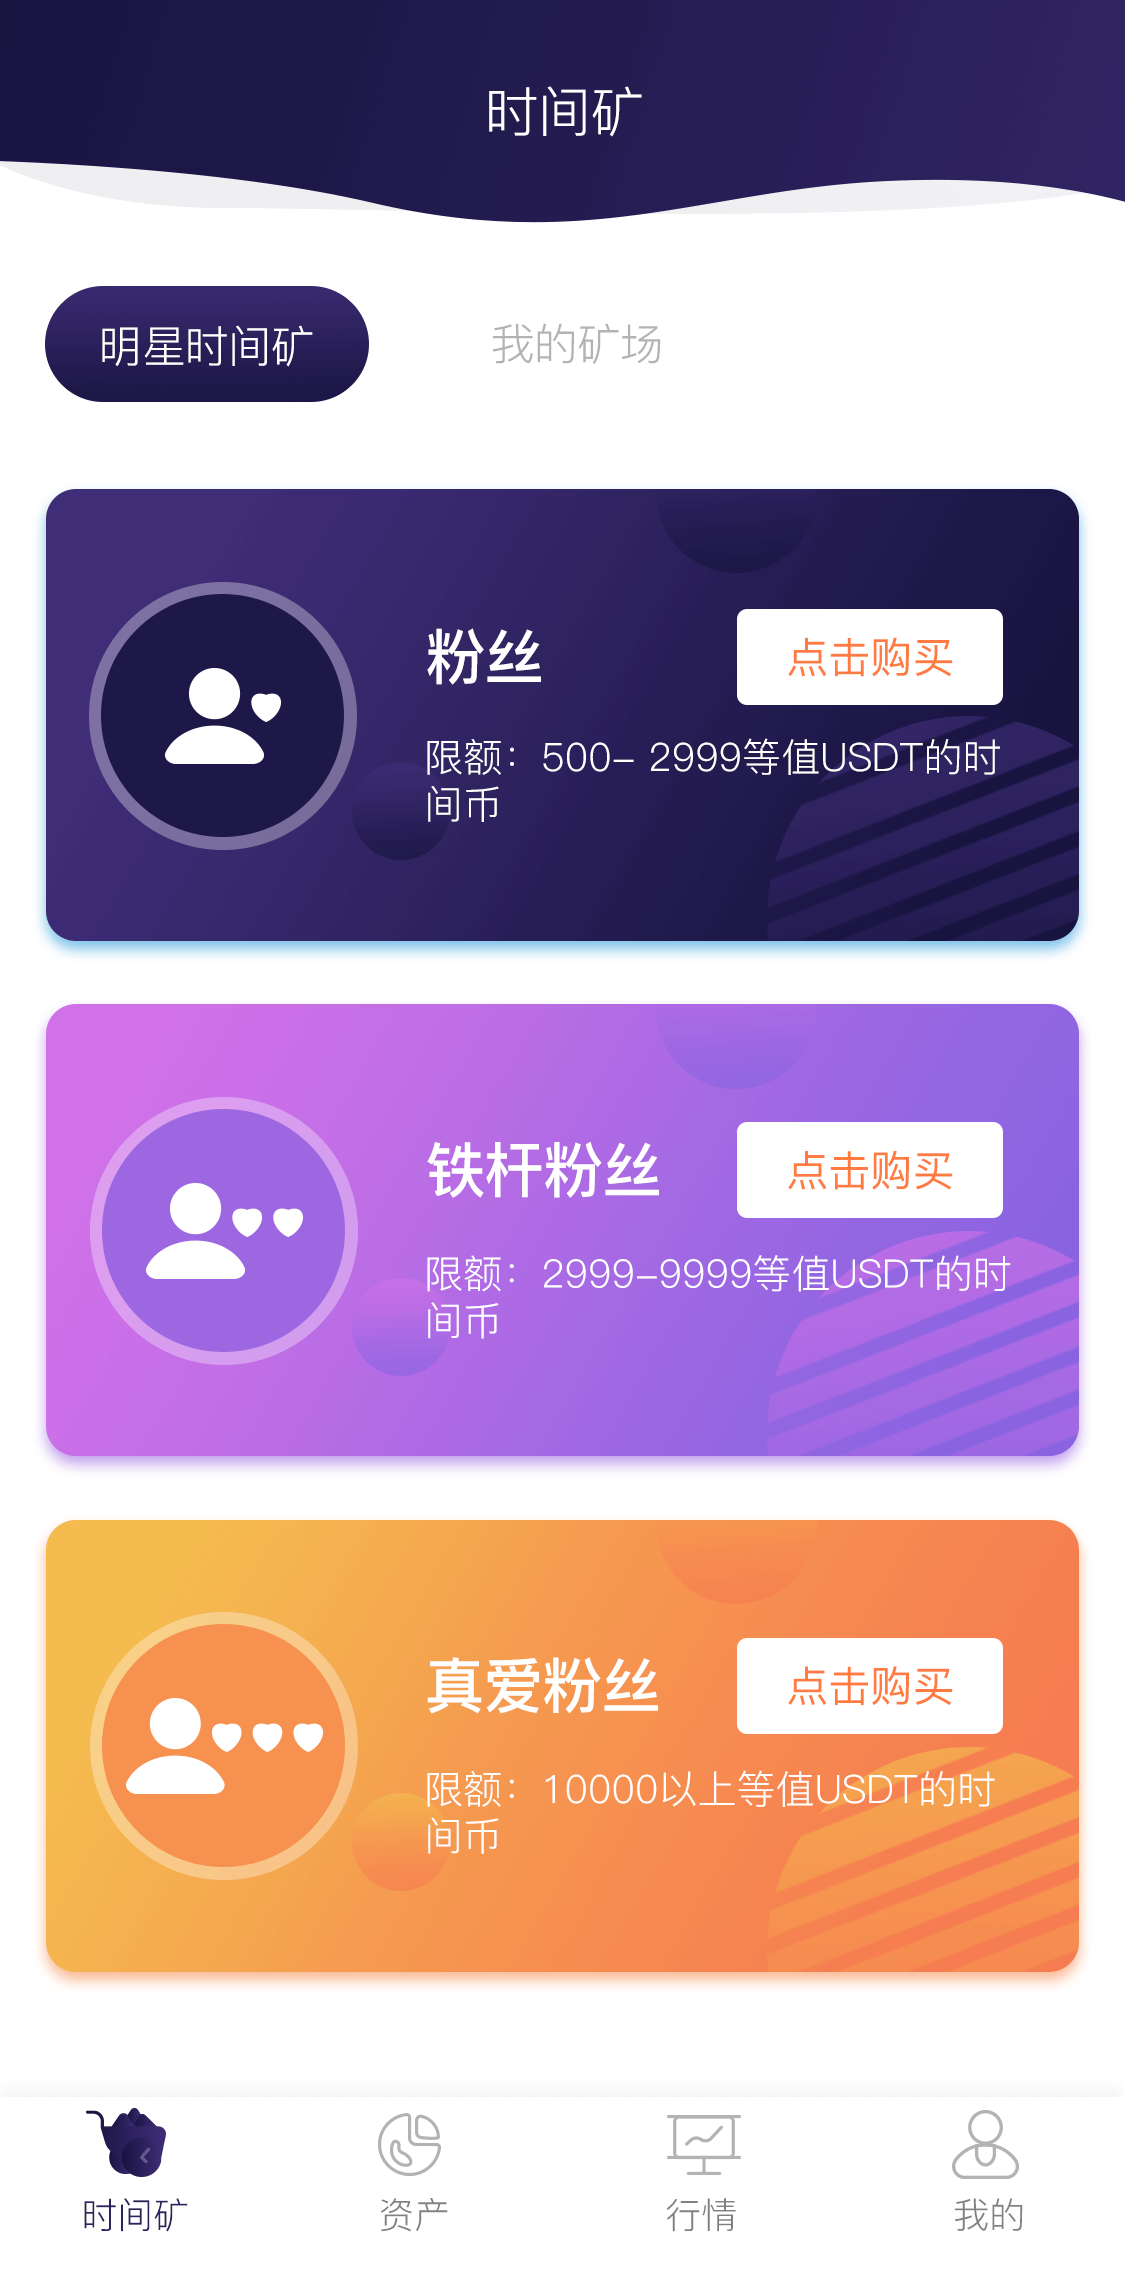 时间矿
明星时间矿
我的矿场
粉丝
点击购买
限额：500- 2999等值USDT的时
间币
铁杆粉丝
点击购买
限额：2999-9999等值USDT的时
间币
真爱粉丝
点击购买
限额：10000以上等值USDT的时
间币
时间矿
资产
行情
我的